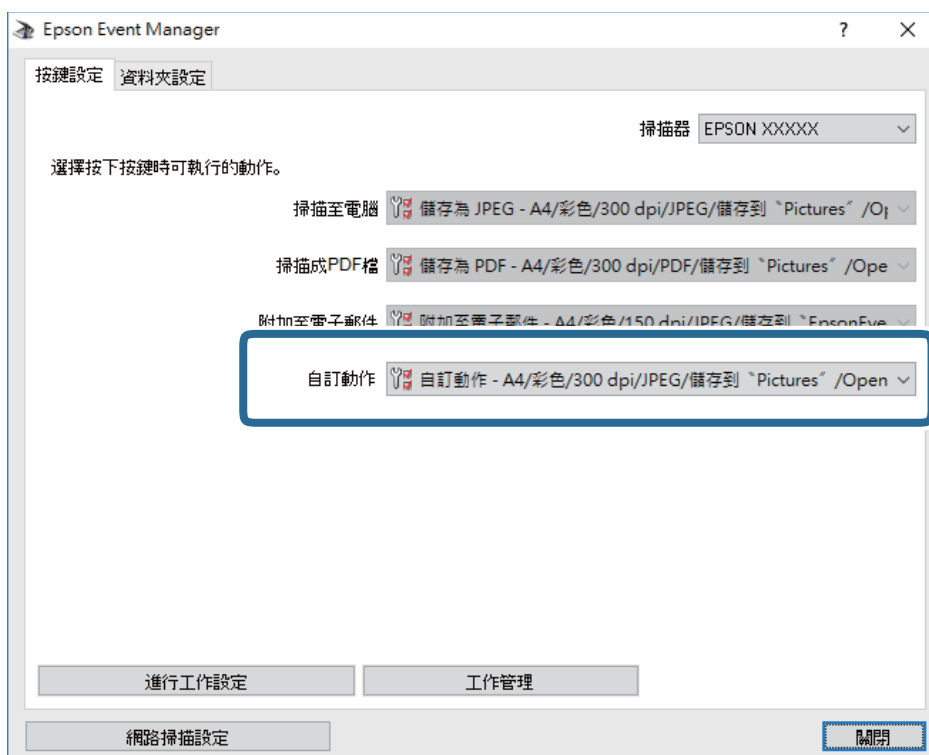 Epson Event Manager
按鍵設定 資料夾設定
掃描器 EPSON XXXXX
選擇按下按鍵時可執行的動作。
掃描至電腦 儲存為 JPEG - A4/彩色/300 dpi/JPEG/儲存到〝Pictures〞/Op
掃描成PDF檔 儲存為 PDF - A4/彩色/300 dpi/PDF/儲存到〝Pictures〞/Ope
附加至電子郵件 附加至電子郵件 - A4/彩色/150 dpi/JPEG/儲存到〝EpsonEve
自訂動作 自訂動作 - A4/彩色/300 dpi/JPEG/儲存到〝Pictures〞/Open
進行工作設定 工作管理
網路掃描設定 關閉